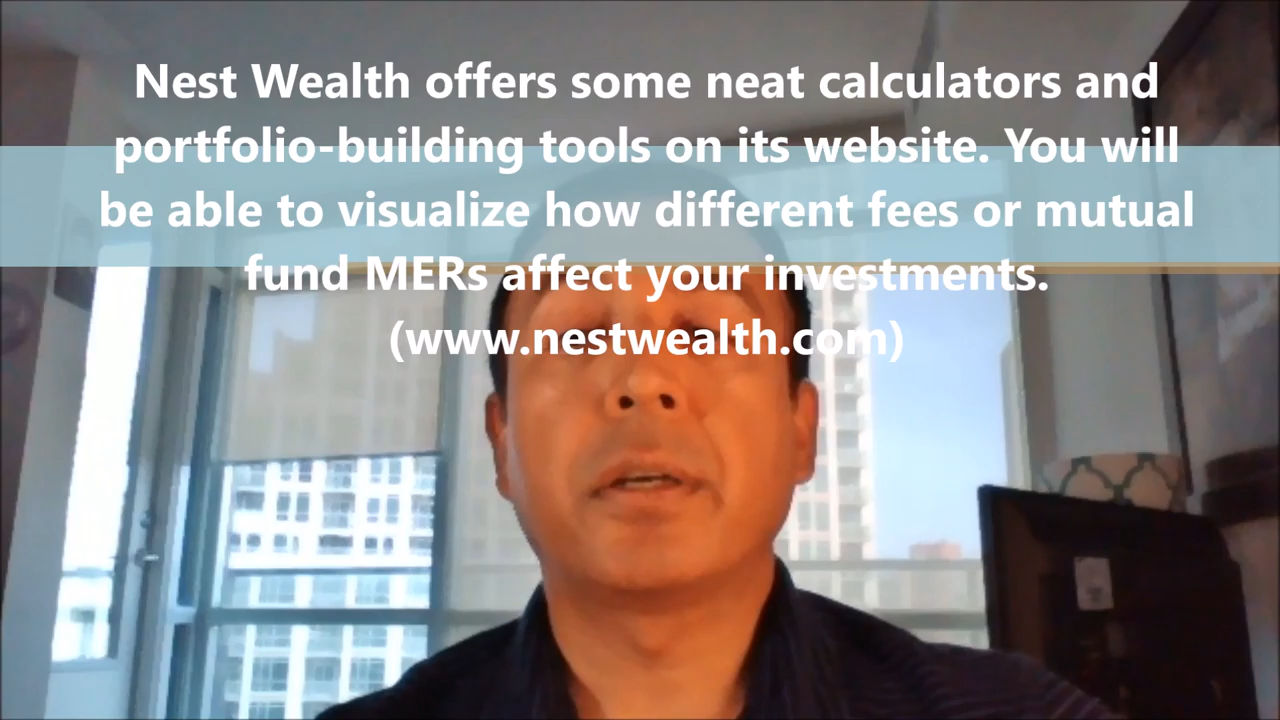 Nest Wealth offers some neat calculators and
portfolio-building tools on its website. You will
be able to visualize how different fees or mutual
fund MERs affect your investments.
(www.nestwealth.com)